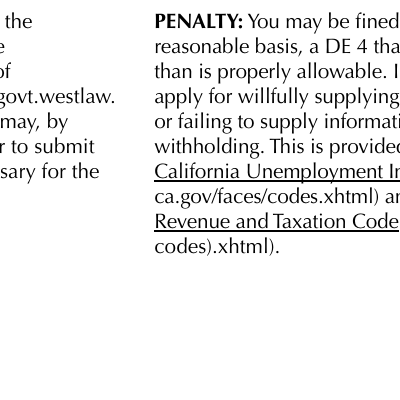 the
e
of
govt.westlaw.
may, by
r to submit
sary for the
PENALTY: You may be fined
reasonable basis, a DE 4 tha
than is properly allowable. I
apply for willfully supplying
or failing to supply informati
withholding. This is provided
California Unemployment In
ca.gov/faces/codes.xhtml) an
Revenue and Taxation Code
codes).xhtml).